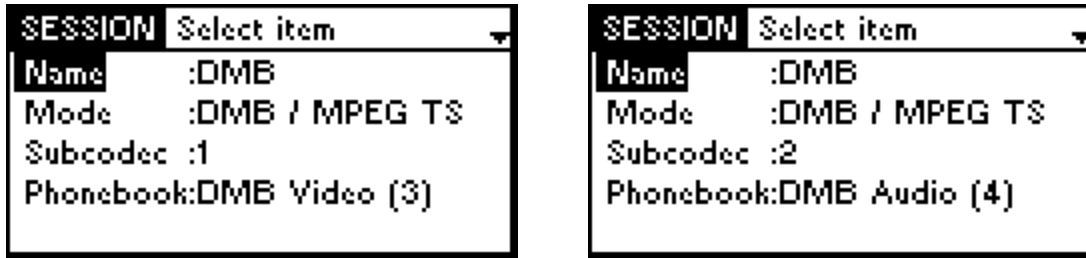 SESSION Select item
Name :DMB
Mode :DMB / MPEG TS
Subcodec :1
Phonebook:DMB Video (3)
SESSION Select item
Name :DMB
Mode :DMB / MPEG TS
Subcodec :2
Phonebook:DMB Audio (4)